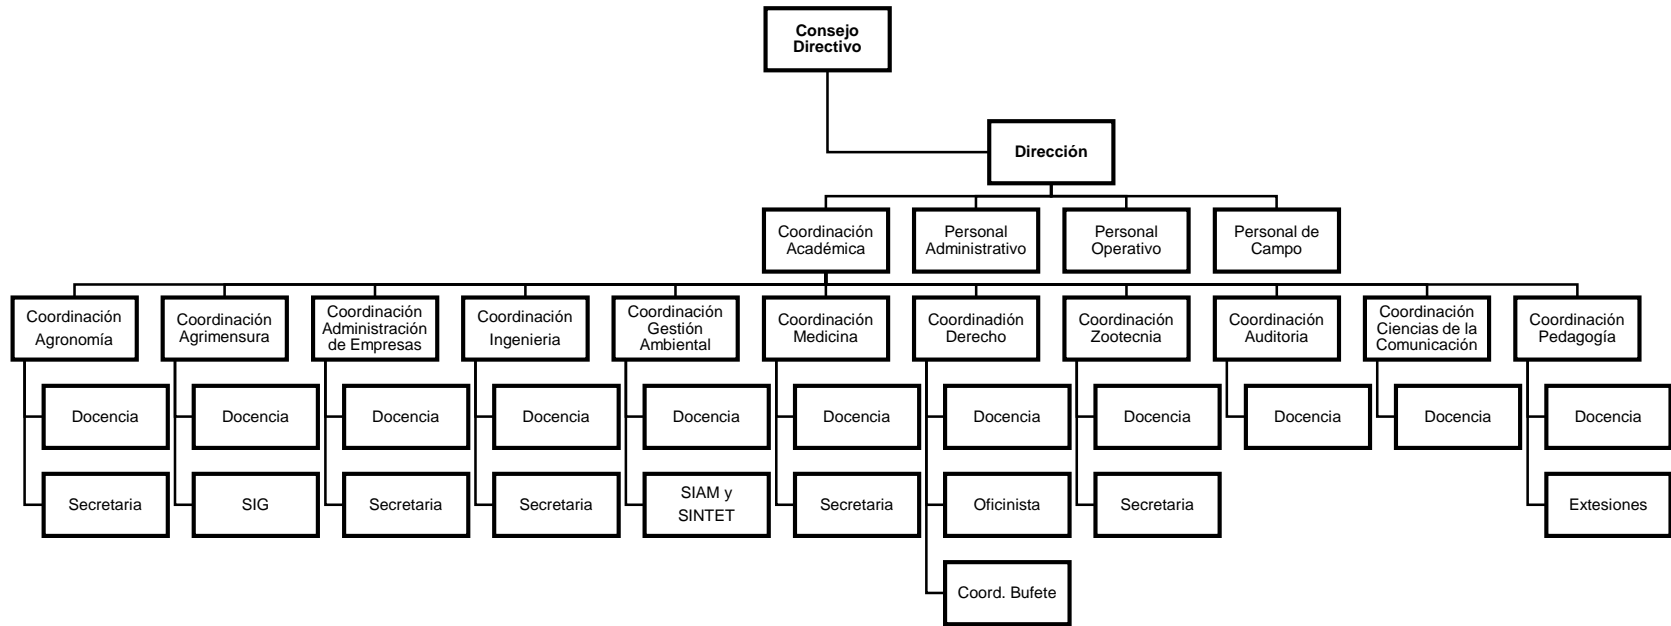 Consejo
Directivo
Dirección
Coordinación
Académica
Personal
Administrativo
Personal
Operativo
Personal de
Campo
Coordinación
Agronomía
Coordinación
Agrimensura
Coordinación
Administración
de Empresas
Coordinación
Ingenieria
Coordinación
Gestión
Ambiental
Coordinación
Medicina
Coordinadión
Derecho
Coordinación
Zootecnia
Coordinación
Auditoria
Coordinación
Ciencias de la
Comunicación
Coordinación
Pedagogía
Docencia
Docencia
Docencia
Docencia
Docencia
Docencia
Docencia
Docencia
Docencia
Docencia
Docencia
Secretaria
SIG
Secretaria
Secretaria
SIAM y
SINTET
Secretaria
Oficinista
Secretaria
Extesiones
Coord. Bufete